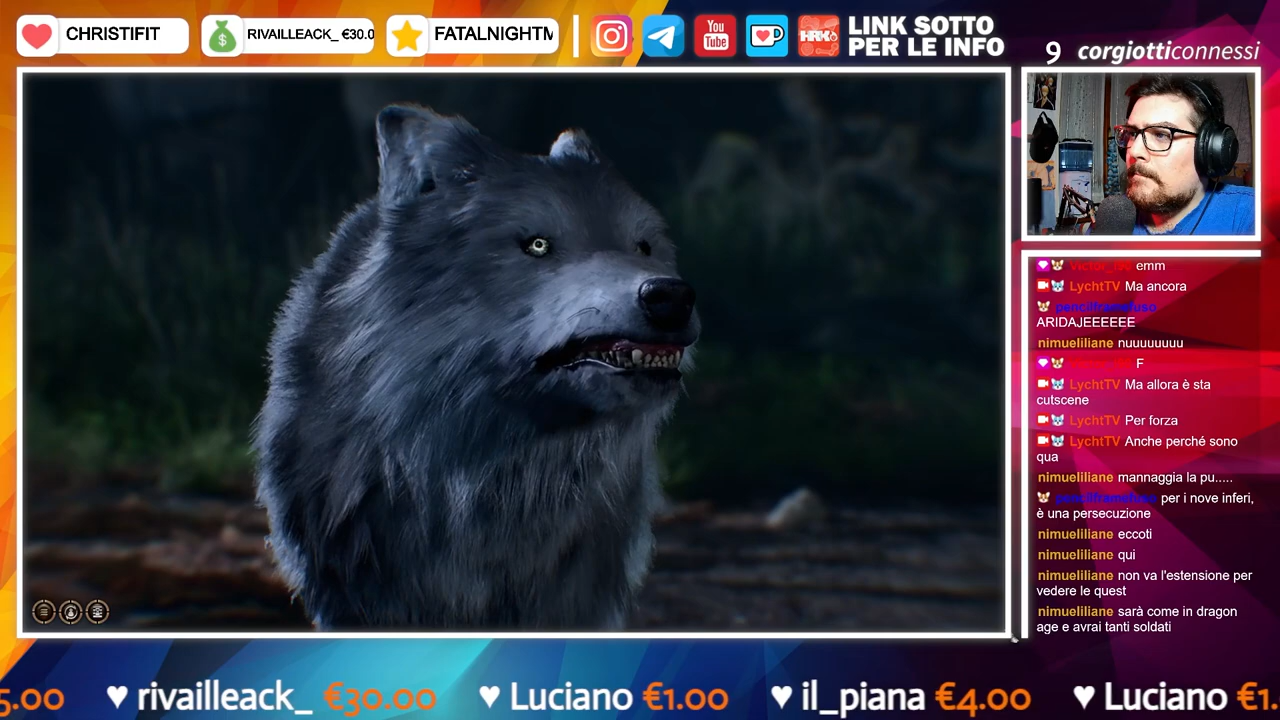 CHRISTIFIT
RIVAILLEACK_ €30.0
FATALNIGHTM
You
Tube
HRK
LINK SOTTO
PER LE INFO
9 corgiotticonnessi
emm
LychtTV Ma ancora
ARIDAJEEEEEE
nimueliliane nuuuuuuuu
F
LychtTV Ma allora è sta
cutscene
LychtTV Per forza
LychtTV Anche perché sono
qua
nimueliliane mannaggia la pu.....
per i nove inferi,
è una persecuzione
nimueliliane eccoti
nimueliliane qui
nimueliliane non va l'estensione per
vedere le quest
nimueliliane sarà come in dragon
age e avrai tanti soldati
5.00 ♥ rivailleack_ €30.00 ♥ Luciano €1.00 ♥ il_piana €4.00 ♥ Luciano €1.